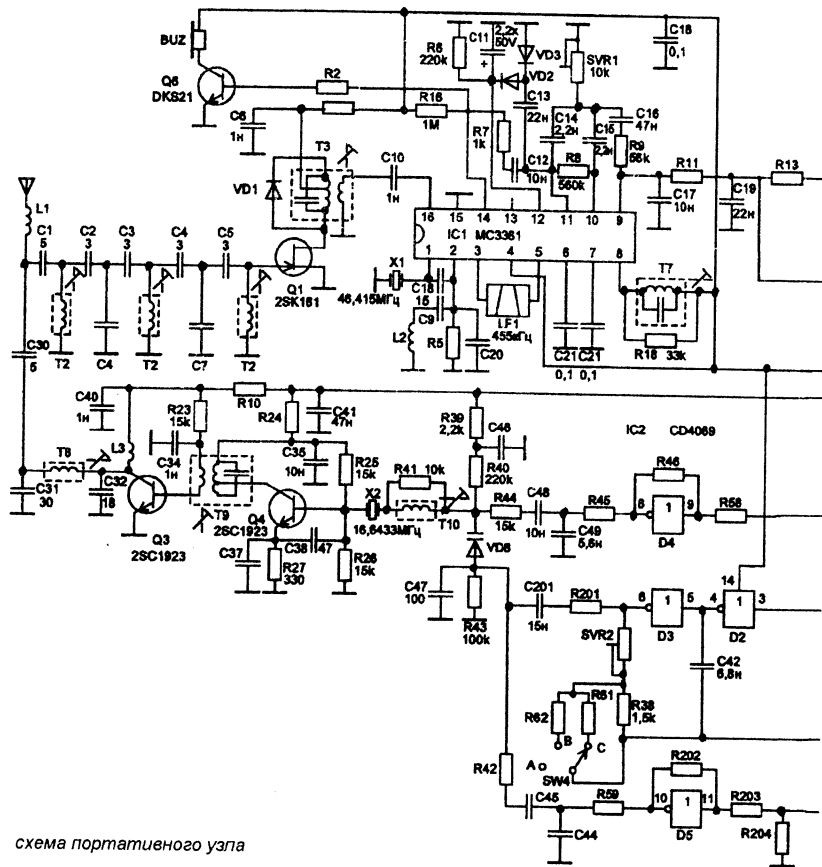 BUZ
Q6
DKS21
R2
C6
1н
R16
1М
R6
220k
C11
2,2x
50V
+
VD3
VD2
SVR1
10k
C18
0,1
C13
22н
C14
2,2н
C15
2,2н
C16
47н
R7
1k
C12
10н
R8
560k
R9
56k
R11
R13
C17
10н
C19
22н
T3
VD1
C10
1н
L1
C1
5
C2
3
C3
3
C4
3
C5
3
Q1
2SK161
16
15
14
13
12
11
10
9
IC1
MC3361
1
2
3
4
5
6
7
8
X1
46,415МГц
C18
15
C9
L2
R5
C20
LF1
455кГц
C21
0,1
C21
0,1
T7
R18
33k
T2
C4
T2
C7
T2
C30
5
C40
1н
R23
15k
R10
R24
C41
47н
R39
2,2k
C46
IC2
CD4069
L3
T8
C34
1н
C35
10н
R25
15k
R41
10k
R40
220k
R46
C31
30
C32
18
T9
2SC1923
Q4
X2
16,6433МГц
T10
R44
15k
C48
10н
R45
8
1
9
D4
R58
C49
5,6н
Q3
2SC1923
C37
C38
47
R27
330
R26
15k
VD8
C47
100
R43
100k
C201
15н
R201
6
1
5
D3
14
4
1
3
D2
SVR2
C42
6,8н
R62
R61
R38
1,5k
B
C
A
SW4
R42
C45
R59
C44
R202
10
1
11
D5
R203
R204
схема портативного узла